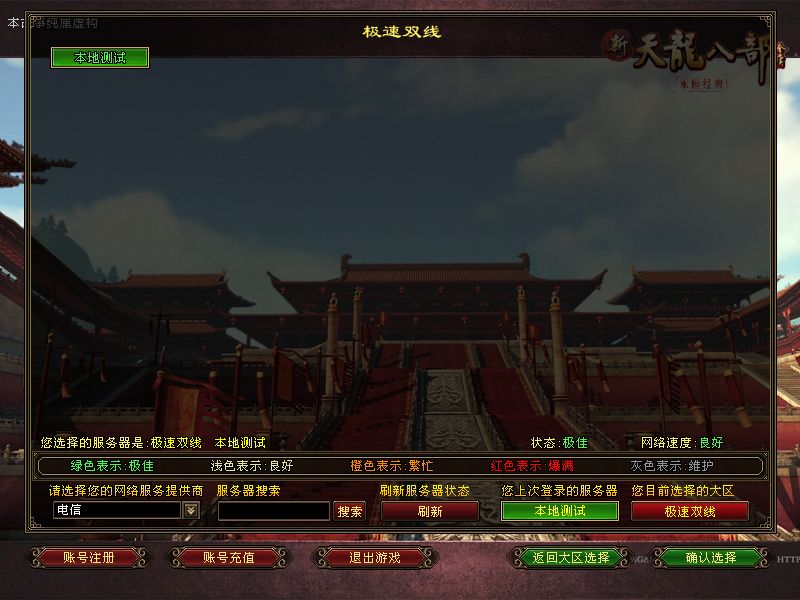 极速双线
本古 事纯属虚构
本地测试
新天龍八部
永恒经典
您选择的服务器是:极速双线 本地测试 状态:极佳 网络速度:良好
绿色表示:极佳 浅色表示:良好 橙色表示:繁忙 红色表示:爆满 灰色表示:维护
请选择您的网络服务提供商 服务器搜索 刷新服务器状态 您上次登录的服务器 您目前选择的大区
电信 搜索 刷新 本地测试 极速双线
账号注册 账号充值 退出游戏 返回大区选择 确认选择 HTTP